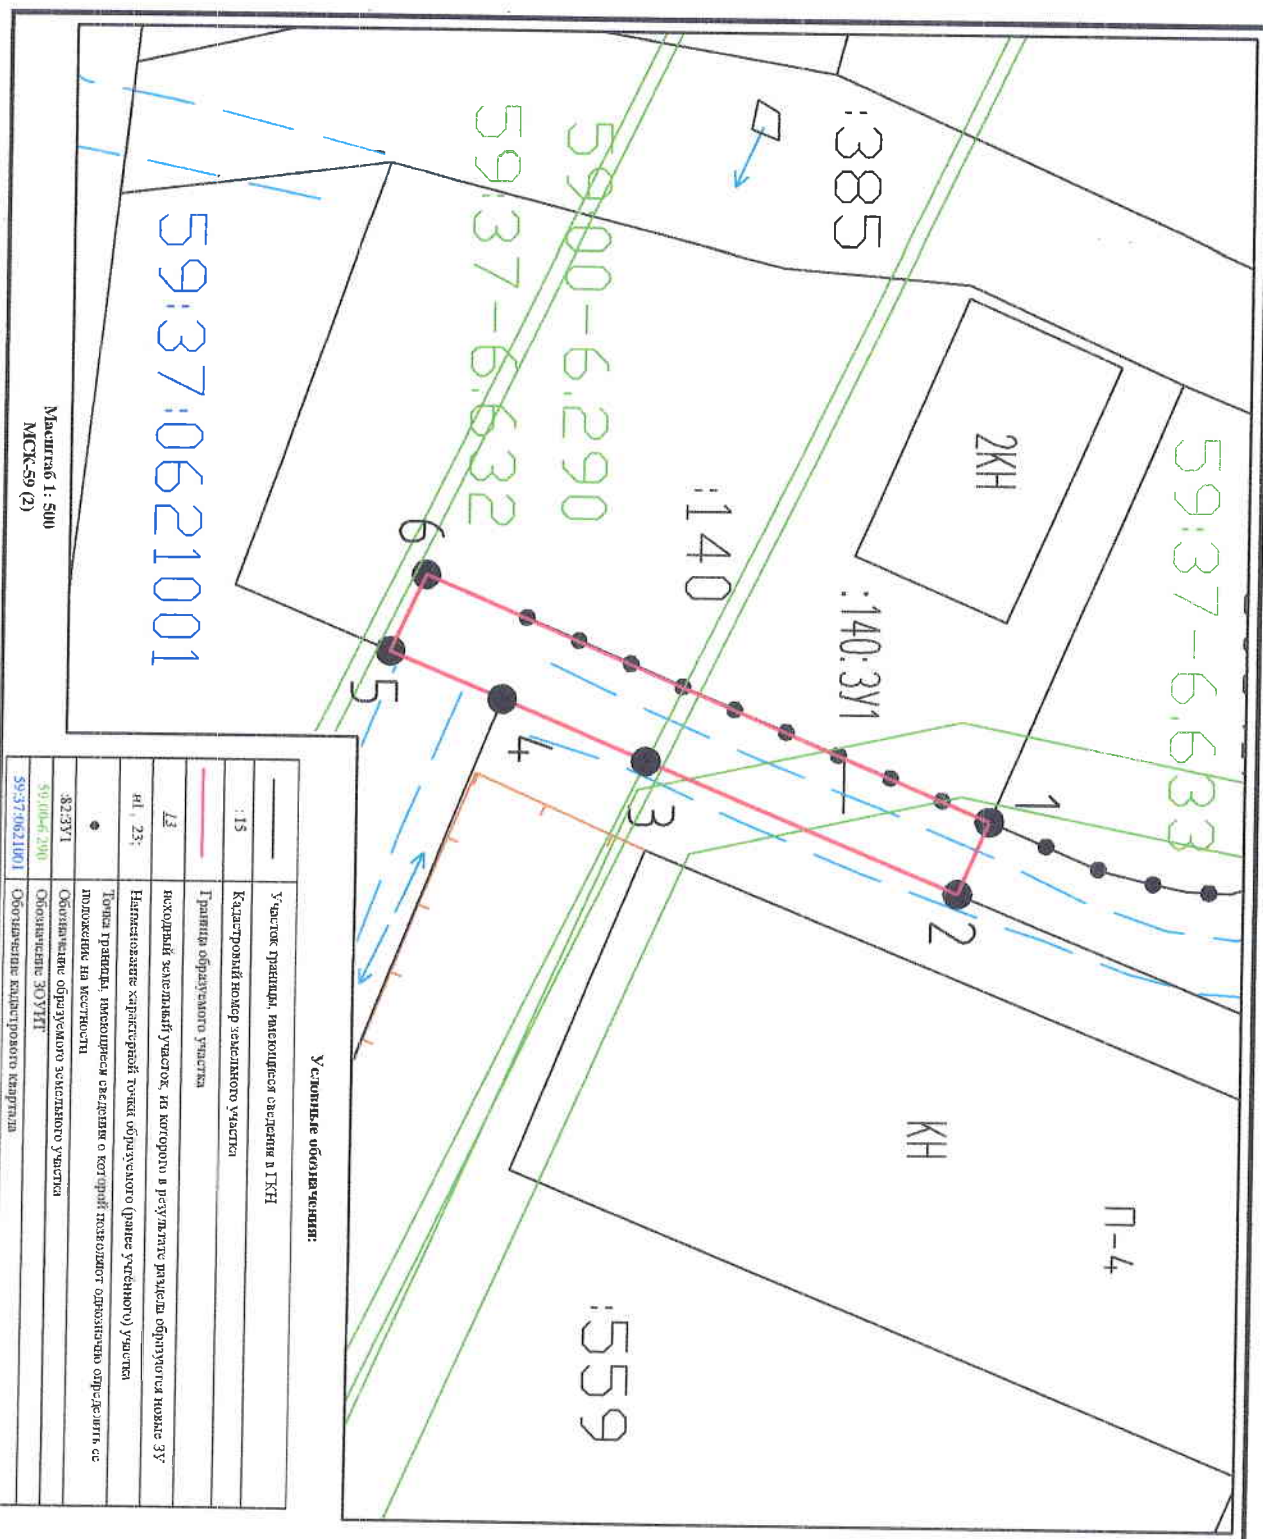 :385
59:00-6.290
59:37-6.632
59:37-6.633
2КН
:140
:140:ЗУ1
59:37:0621001
1
2
3
4
5
6
КН
П-4
:559
Масштаб 1: 500
МСК-59 (2)
Условные обозначения:
Участок границы, имеющиеся сведения в ГКН
:15 Кадастровый номер земельного участка
Граница образуемого участка
13 исходный земельный участок, из которого в результате раздела образуются новые ЗУ
н1, 23; Наименование характерной точки образуемого (ранее учтённого) участка
Точка границы, имеющиеся сведения о которой позволяют однозначно определить ее
положение на местности
:82:ЗУ1 Обозначение образуемого земельного участка
59:00-6.290 Обозначение ЗОУИТ
59:37:0621001 Обозначение кадастрового квартала